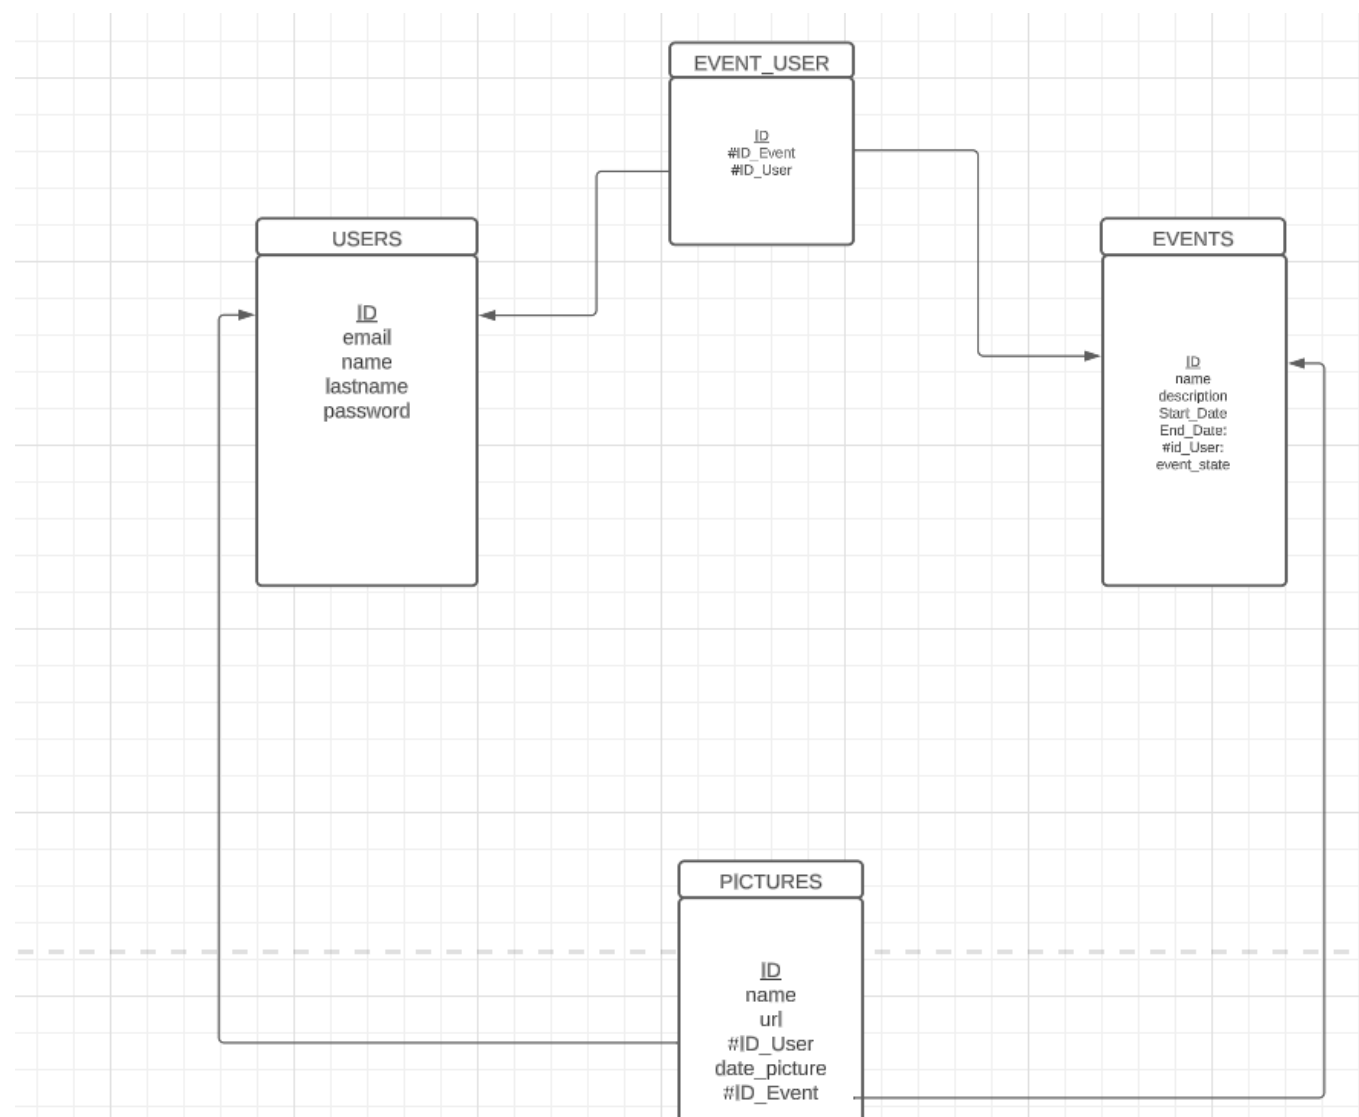 EVENT_USER
ID
#ID_Event
#ID_User
USERS
ID
email
name
lastname
password
EVENTS
ID
name
description
Start_Date
End_Date:
#id_User:
event_state
PICTURES
ID
name
url
#ID_User
date_picture
#ID_Event